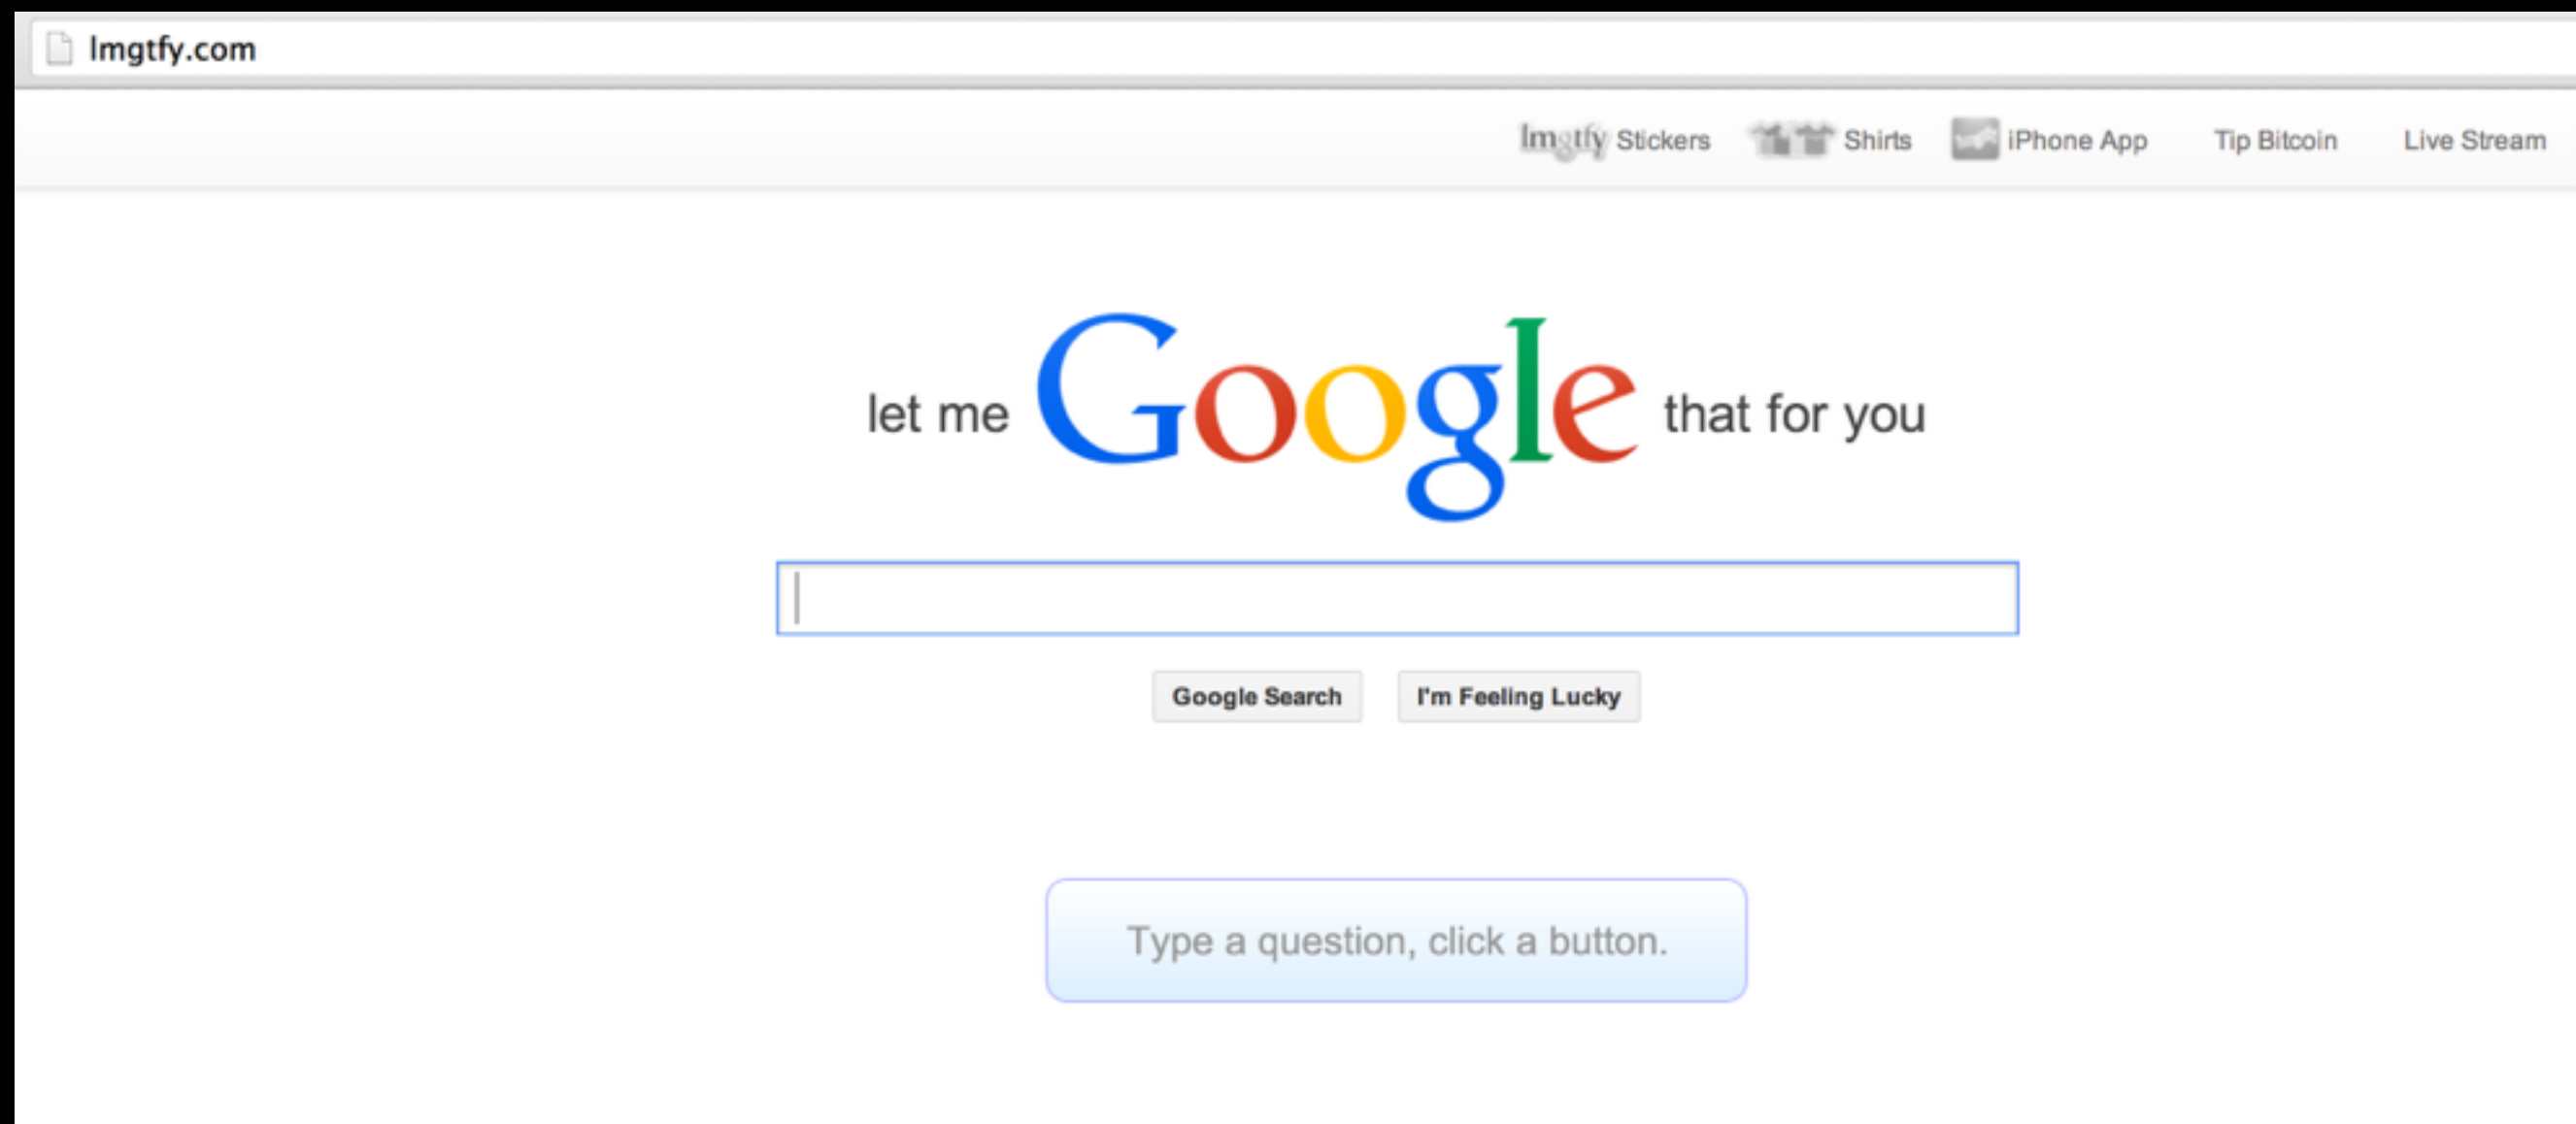 lmgtfy.com
lmgtfy Stickers Shirts iPhone App Tip Bitcoin Live Stream
let me Google that for you
Google Search I'm Feeling Lucky
Type a question, click a button.